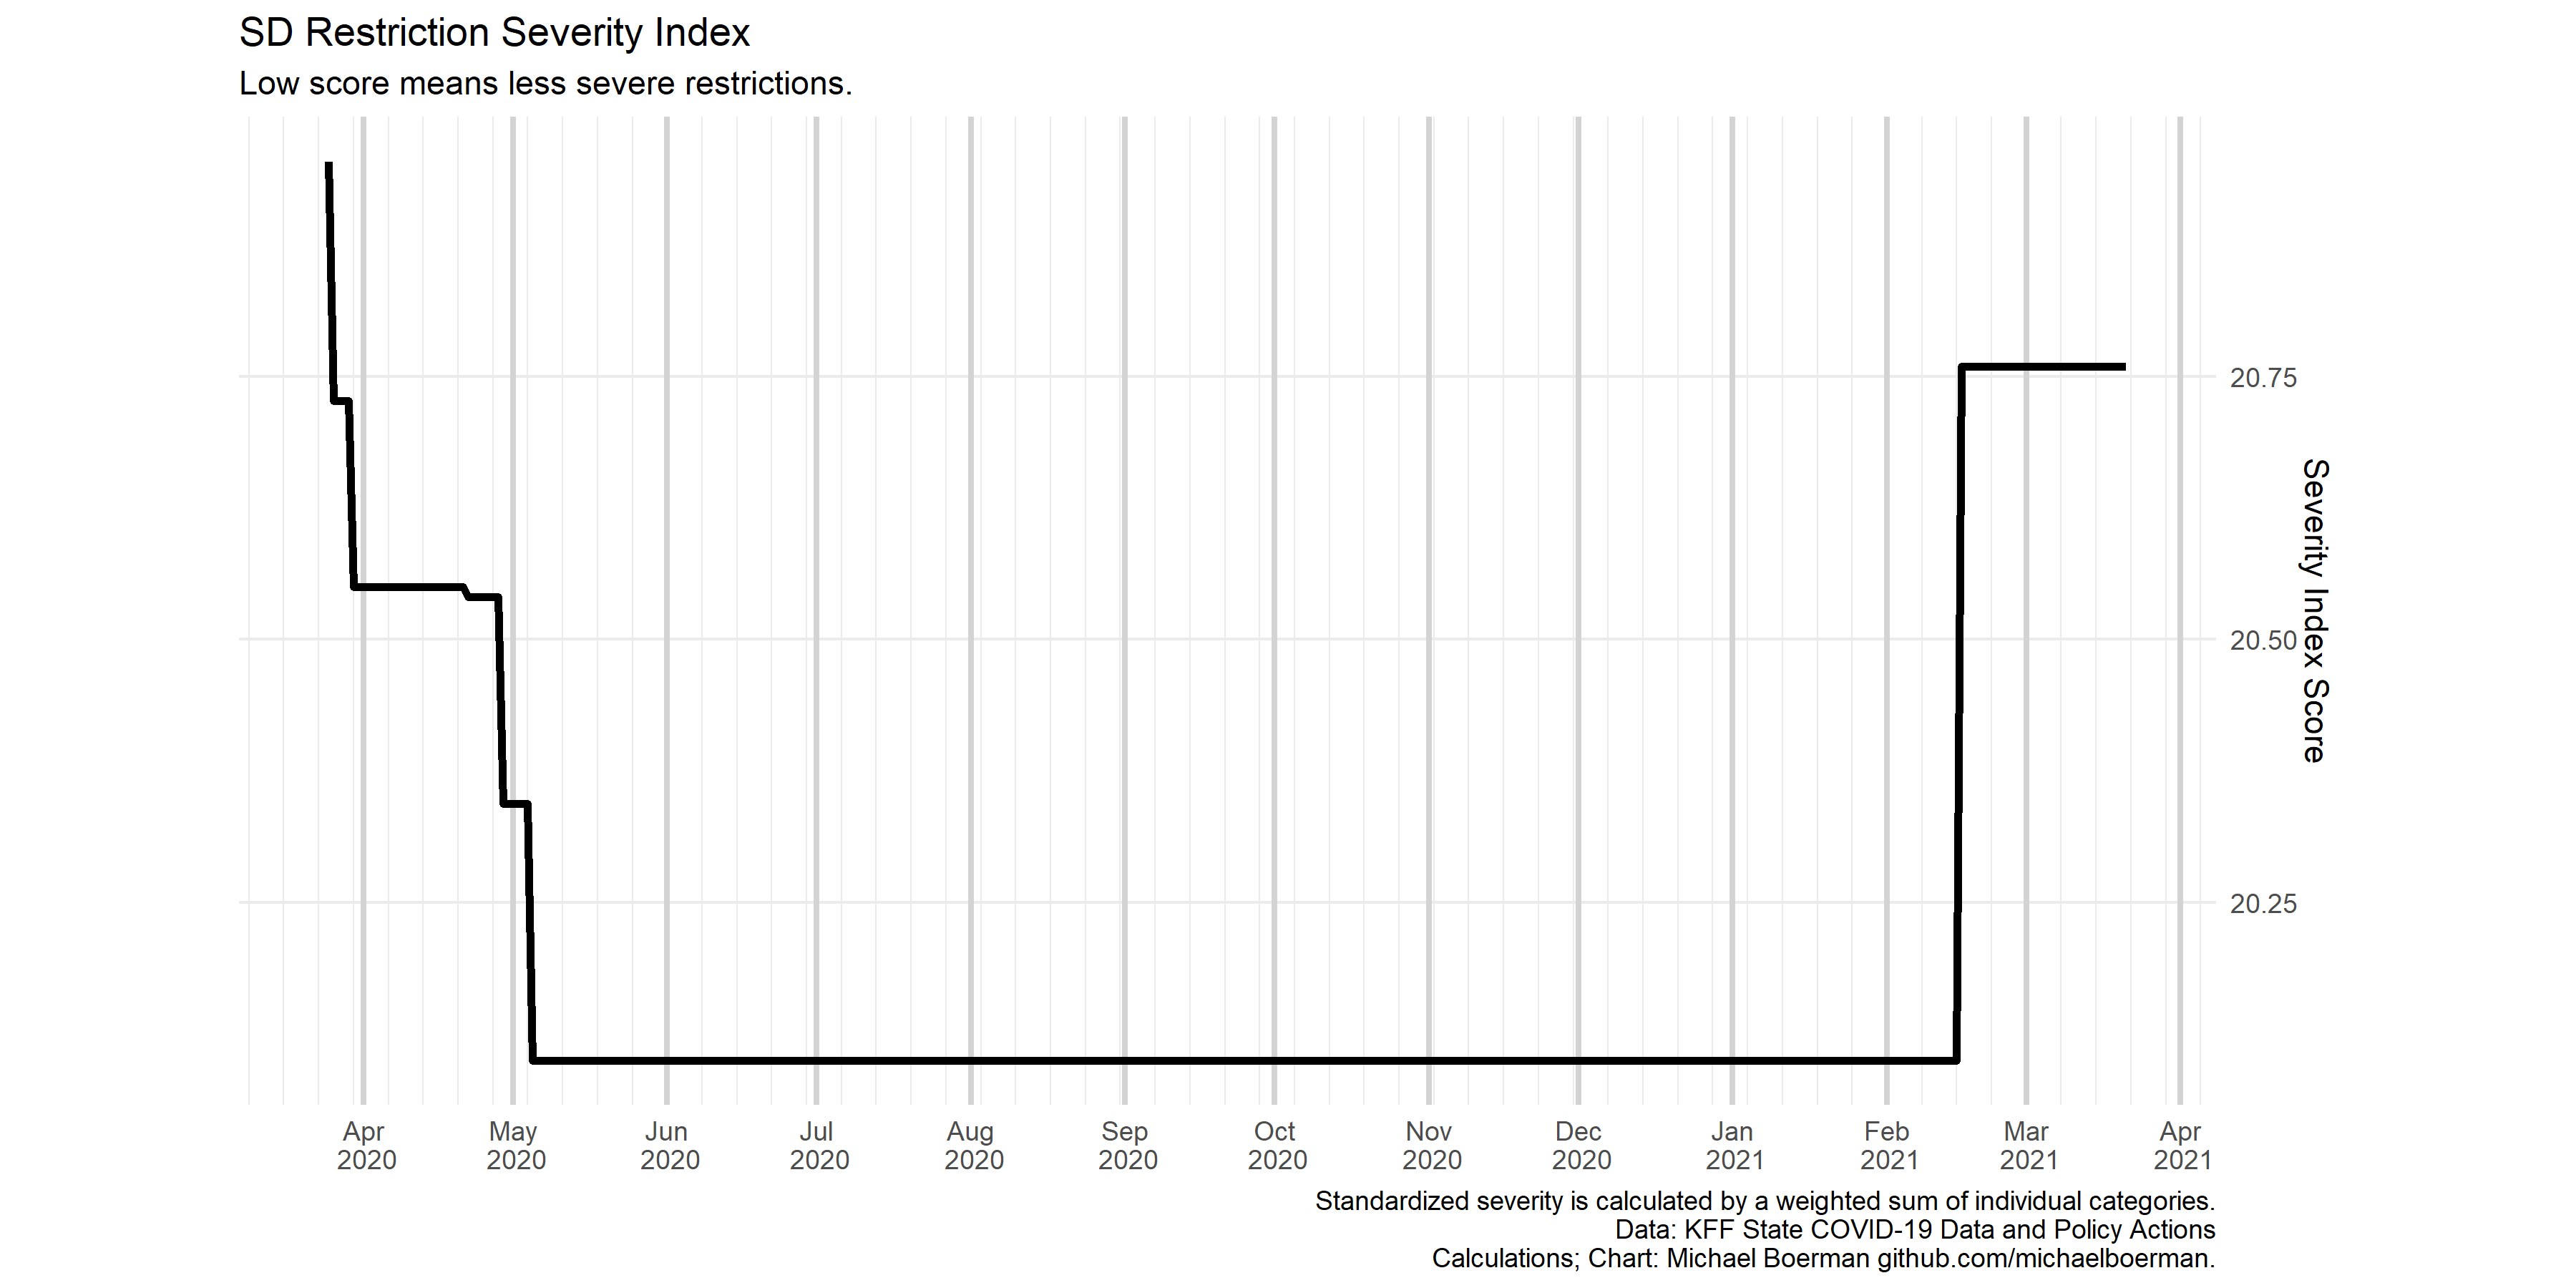 SD Restriction Severity Index
Low score means less severe restrictions.
20.75
20.50
20.25
Severity Index Score
Apr
2020
May
2020
Jun
2020
Jul
2020
Aug
2020
Sep
2020
Oct
2020
Nov
2020
Dec
2020
Jan
2021
Feb
2021
Mar
2021
Apr
2021
Standardized severity is calculated by a weighted sum of individual categories.
Data: KFF State COVID-19 Data and Policy Actions
Calculations; Chart: Michael Boerman github.com/michaelboerman.